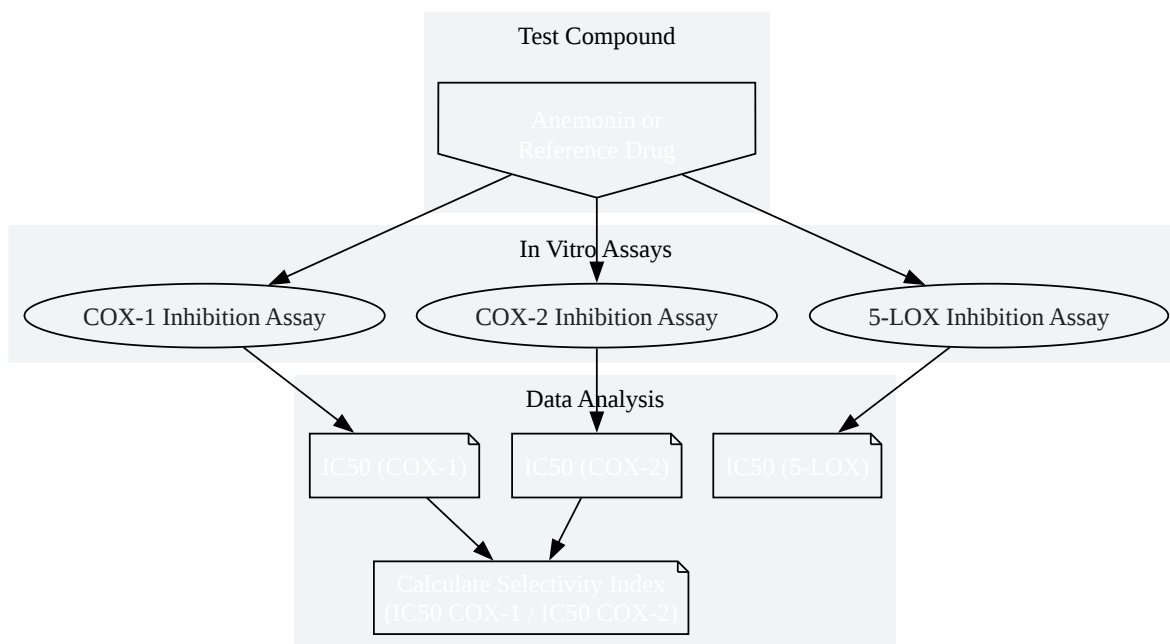 Test Compound
Anemonin or
Reference Drug
In Vitro Assays
COX-1 Inhibition Assay
COX-2 Inhibition Assay
5-LOX Inhibition Assay
Data Analysis
IC50 (COX-1)
IC50 (COX-2)
IC50 (5-LOX)
Calculate Selectivity Index
(IC50 COX-1 / IC50 COX-2)